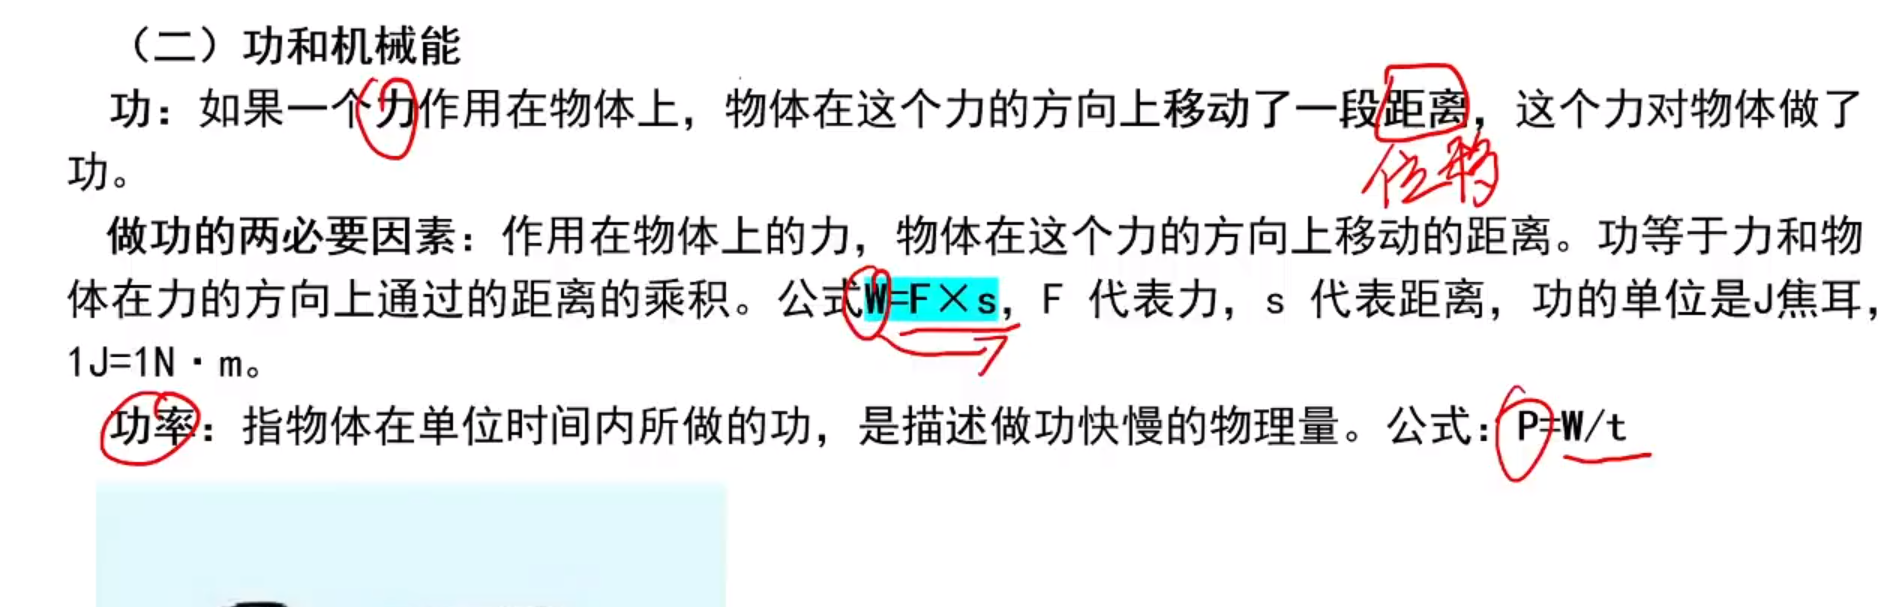 （二）功和机械能
功：如果一个力作用在物体上，物体在这个力的方向上移动了一段距离，这个力对物体做了
位移
功。
做功的两必要因素：作用在物体上的力，物体在这个力的方向上移动的距离。功等于力和物
体在力的方向上通过的距离的乘积。公式W=F×s，F 代表力，s 代表距离，功的单位是J焦耳，
1J=1N·m。
功率：指物体在单位时间内所做的功，是描述做功快慢的物理量。公式：P=W/t